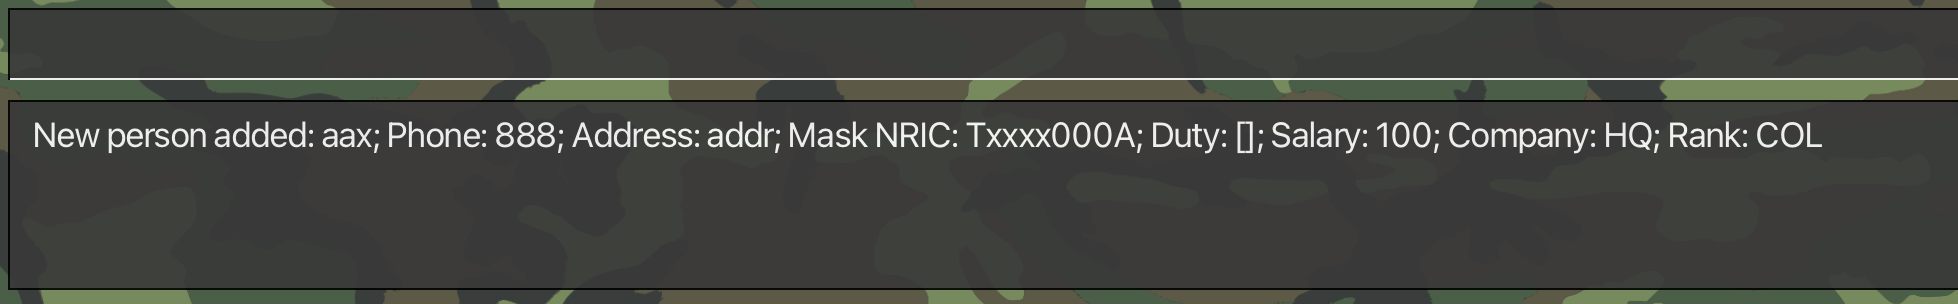 New person added: aax; Phone: 888; Address: addr; Mask NRIC: Txxxx000A; Duty: []; Salary: 100; Company: HQ; Rank: COL